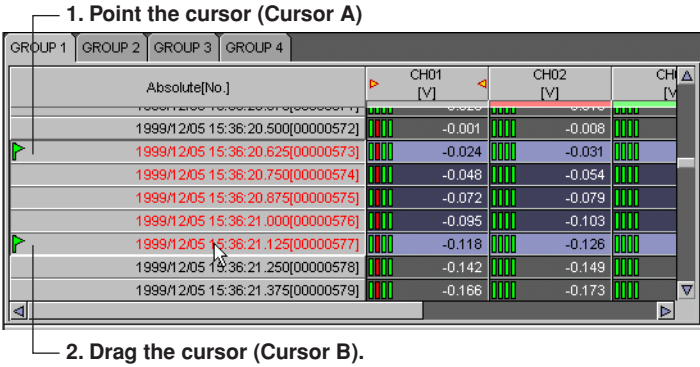 1. Point the cursor (Cursor A)
GROUP 1 GROUP 2 GROUP 3 GROUP 4
Absolute[No.] CH01 [V] CH02 [V]
1999/12/05 15:36:20.500[00000572] -0.001 -0.008
1999/12/05 15:36:20.625[00000573] -0.024 -0.031
1999/12/05 15:36:20.750[00000574] -0.048 -0.054
1999/12/05 15:36:20.875[00000575] -0.072 -0.079
1999/12/05 15:36:21.000[00000576] -0.095 -0.103
1999/12/05 15:36:21.125[00000577] -0.118 -0.126
1999/12/05 15:36:21.250[00000578] -0.142 -0.149
1999/12/05 15:36:21.375[00000579] -0.166 -0.173
2. Drag the cursor (Cursor B).